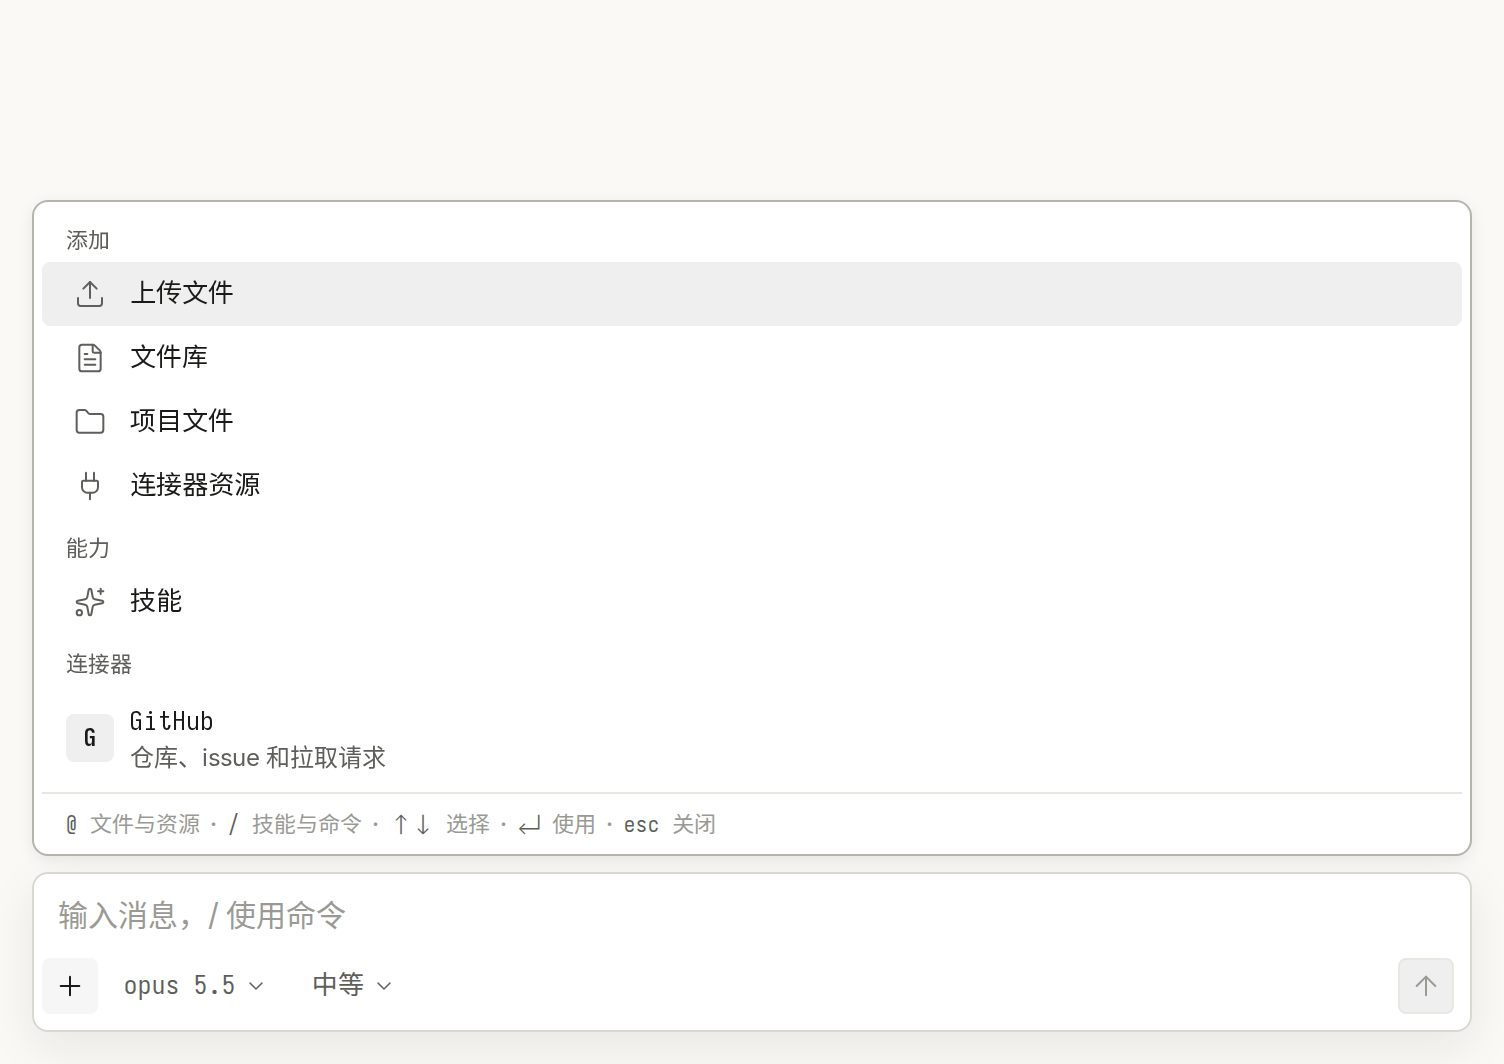 添加
上传文件
文件库
项目文件
连接器资源
能力
技能
连接器
G
GitHub
仓库、issue 和拉取请求
@ 文件与资源 · / 技能与命令 · ↑↓ 选择 · ↵ 使用 · esc 关闭
输入消息，/ 使用命令
opus 5.5 中等